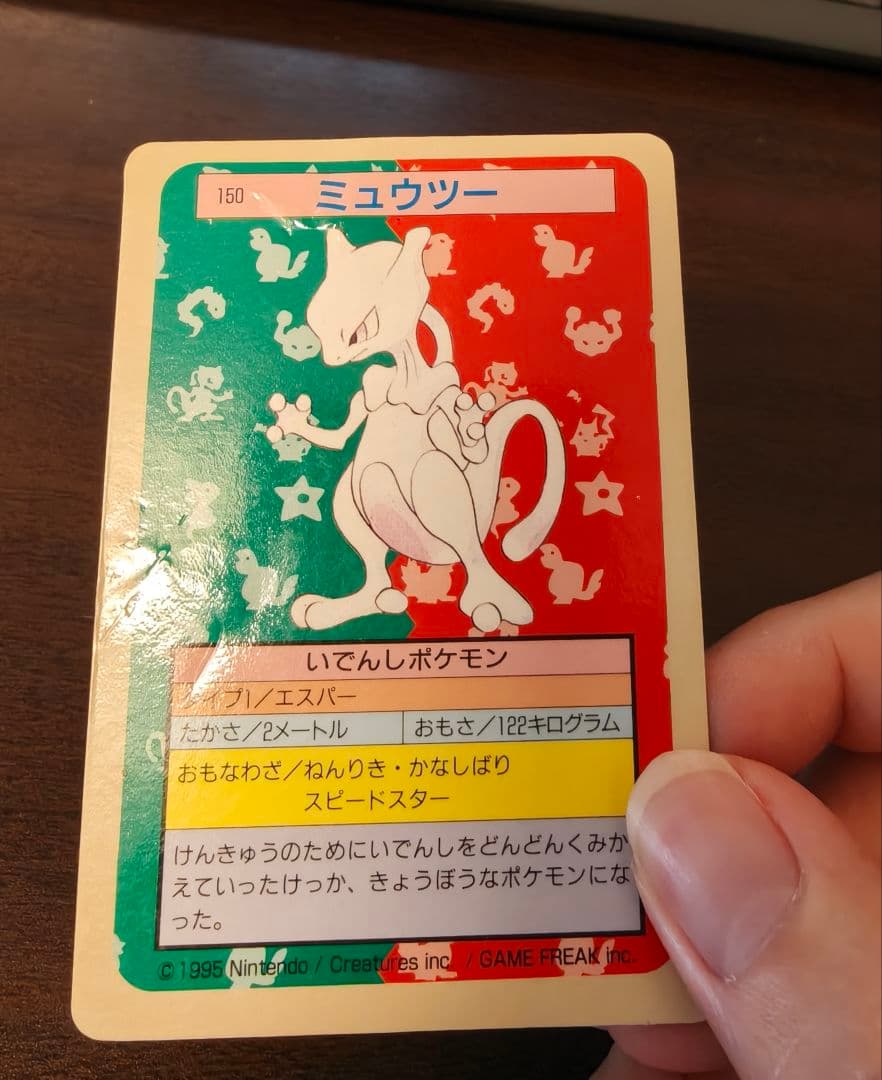 150 ミュウツー
いでんしポケモン
タイプ1/エスパー
たかさ/2メートル おもさ/122キログラム
おもなわざ/ねんりき・かなしばり
スピードスター
けんきゅうのためにいでんしをどんどんくみか
えていったけっか、きょうぼうなポケモンにな
った。
© 1995 Nintendo / Creatures inc. / GAME FREAK inc.